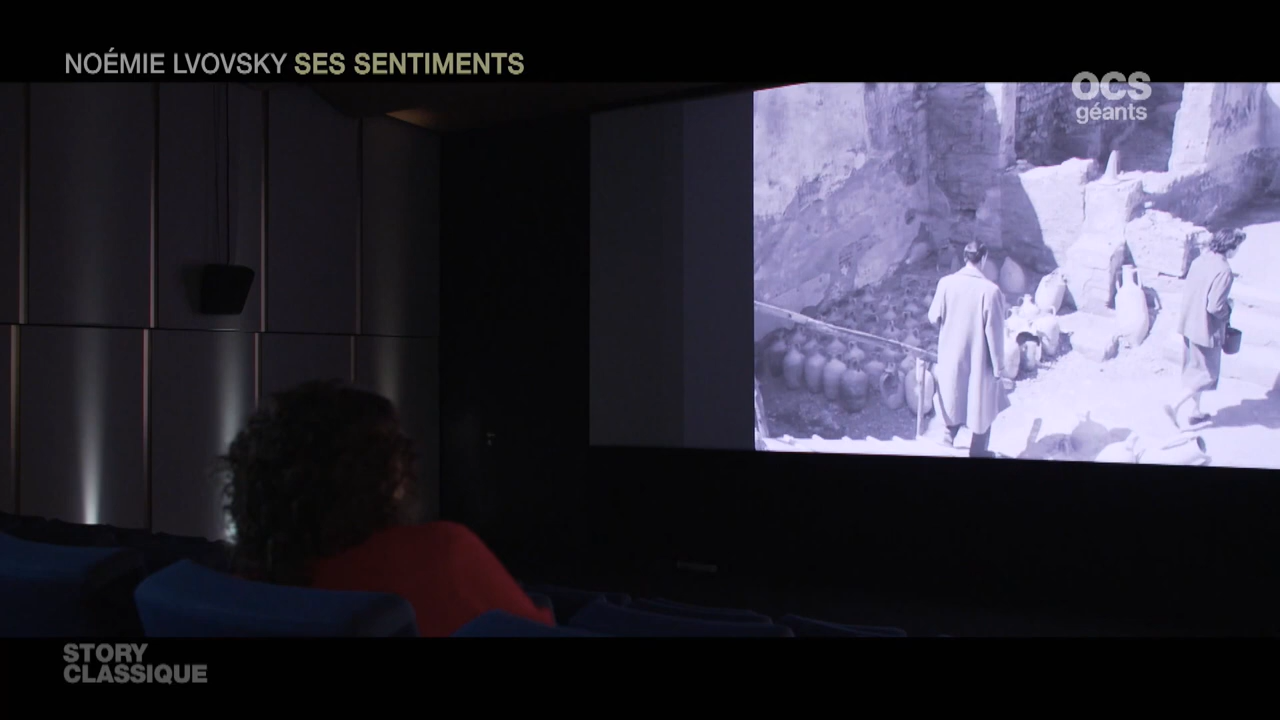 NOÉMIE LVOVSKY SES SENTIMENTS
OCS
géants
STORY
CLASSIQUE